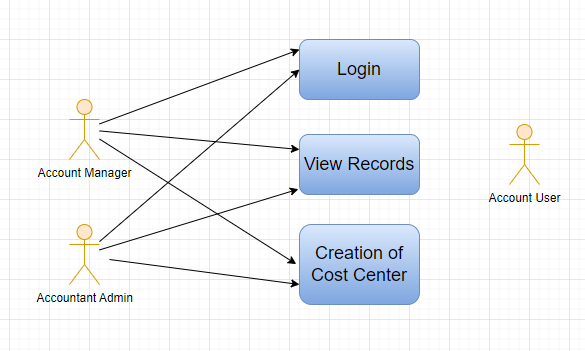 Login
Account Manager
View Records
Account User
Accountant Admin
Creation of
Cost Center